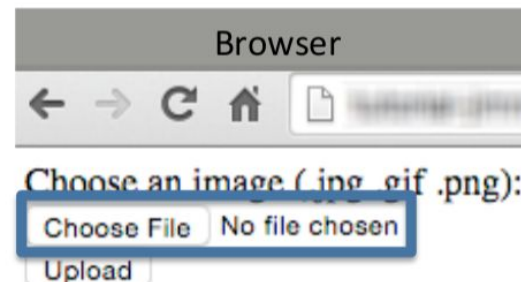 Browser
Choose an image (.jpg .gif .png):
Choose File No file chosen
Upload